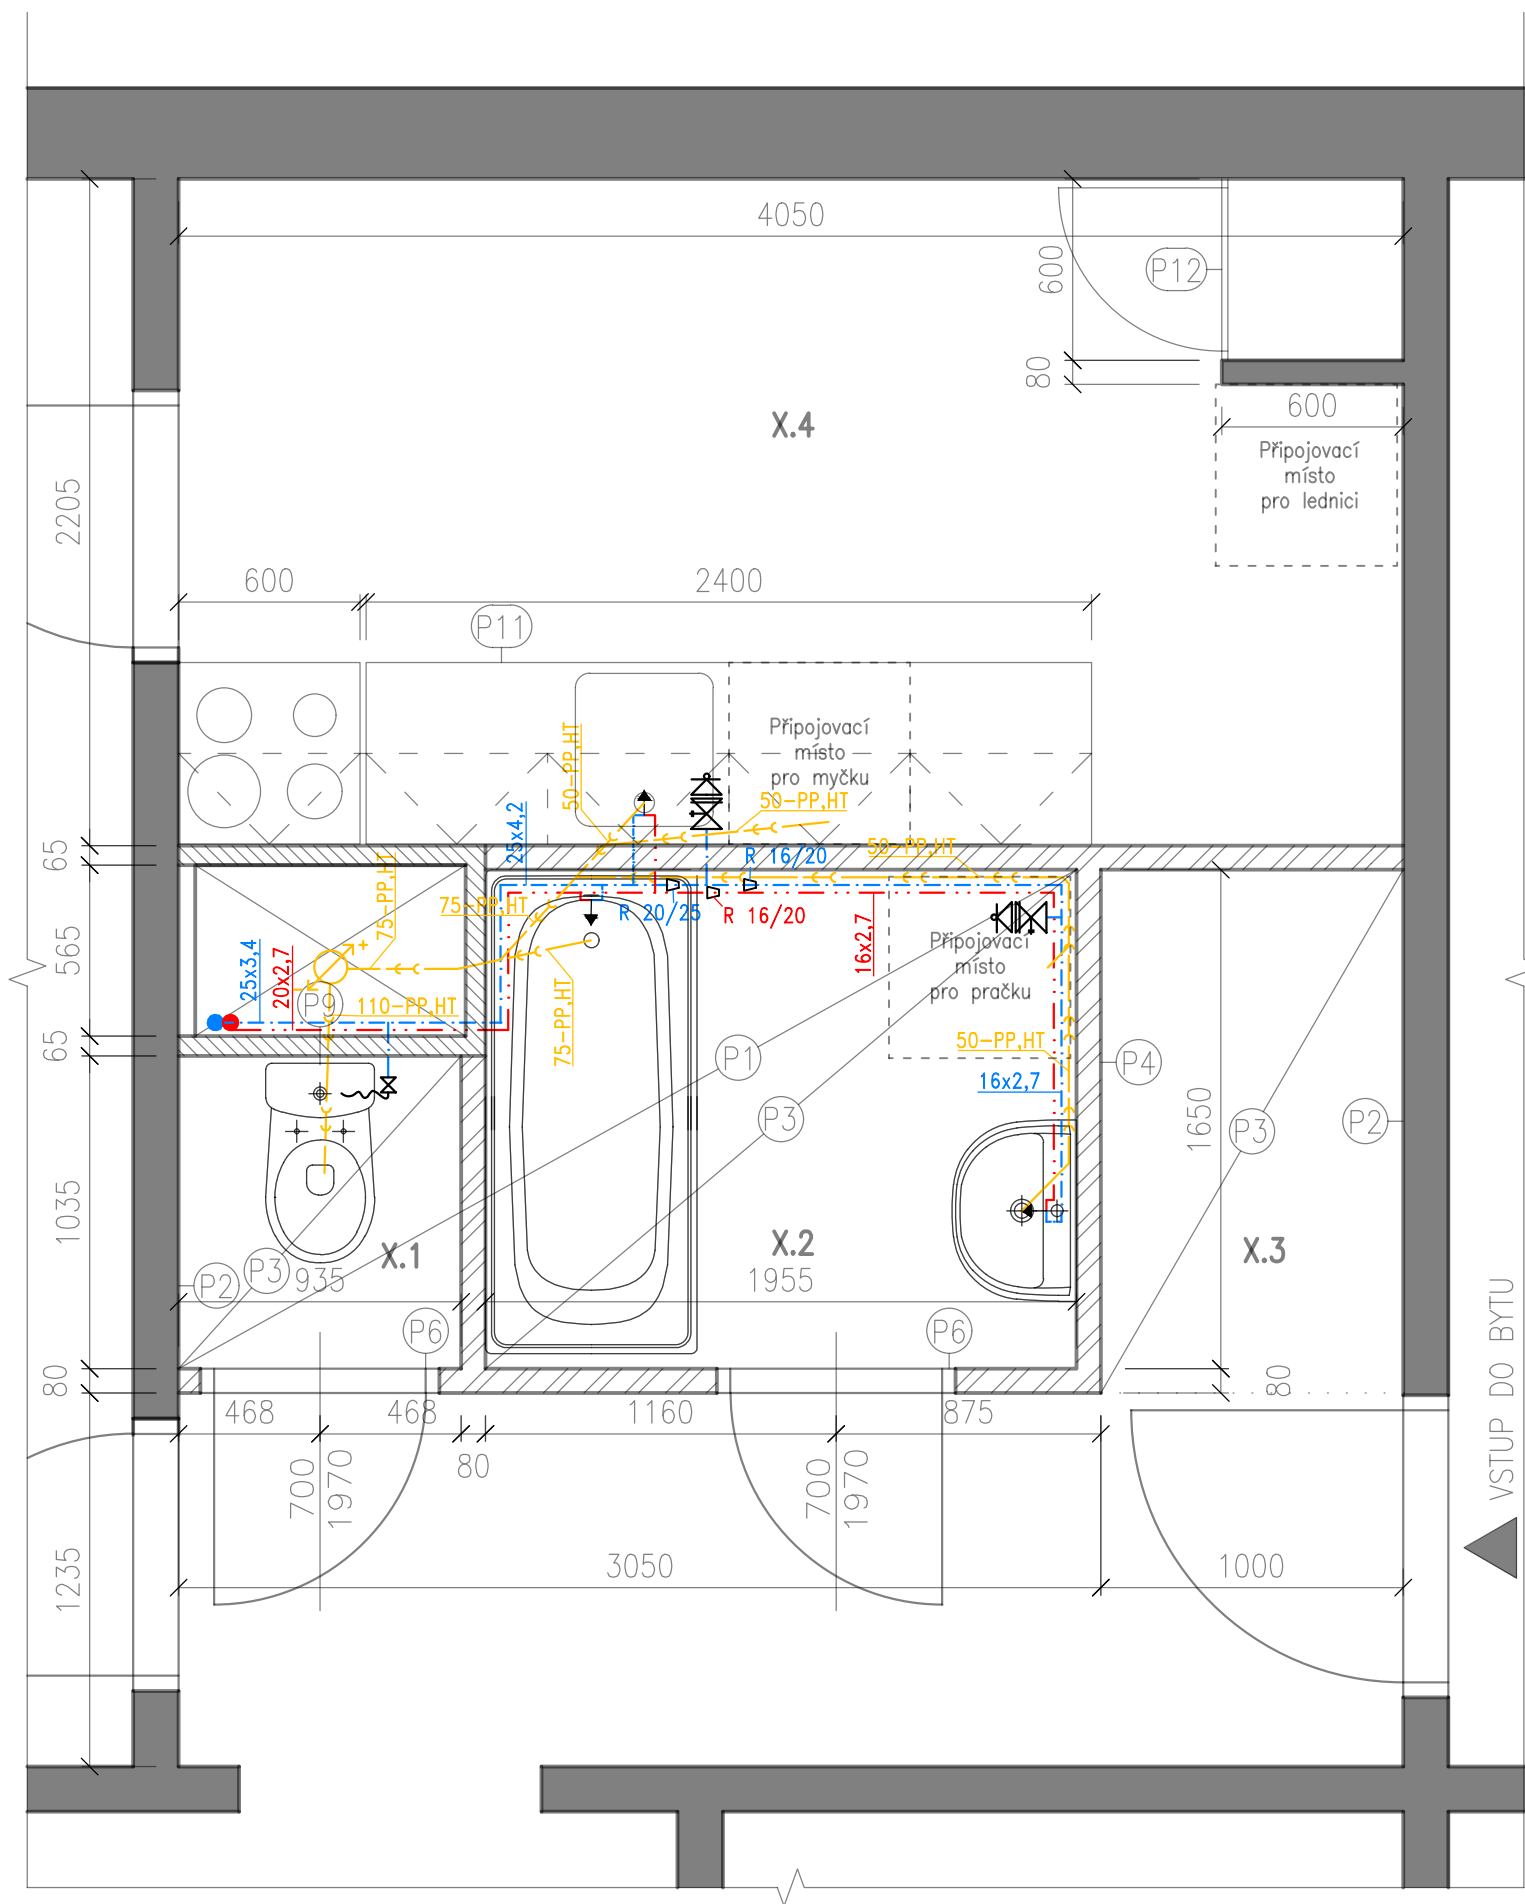 4050
600
P12
80
X.4
600
Připojovací
místo
pro lednici
2205
600
2400
P11
Připojovací
místo
pro myčku
50-PP,HT
50-PP,HT
25x4,2
50-PP,HT
R 16/20
65
75-PP,HT
75-PP,HT
R 20/25
R 16/20
16x2,7
Připojovací
místo
pro pračku
565
25x3,4
20x2,7
+
-
P9
110-PP,HT
75-PP,HT
65
P1
50-PP,HT
P4
16x2,7
P3
1650
P3
P2
1035
X.1
X.2
X.3
P2
P3
935
1955
P6
P6
VSTUP DO BYTU
80
80
468
468
1160
875
80
700
1970
700
1970
1235
3050
1000